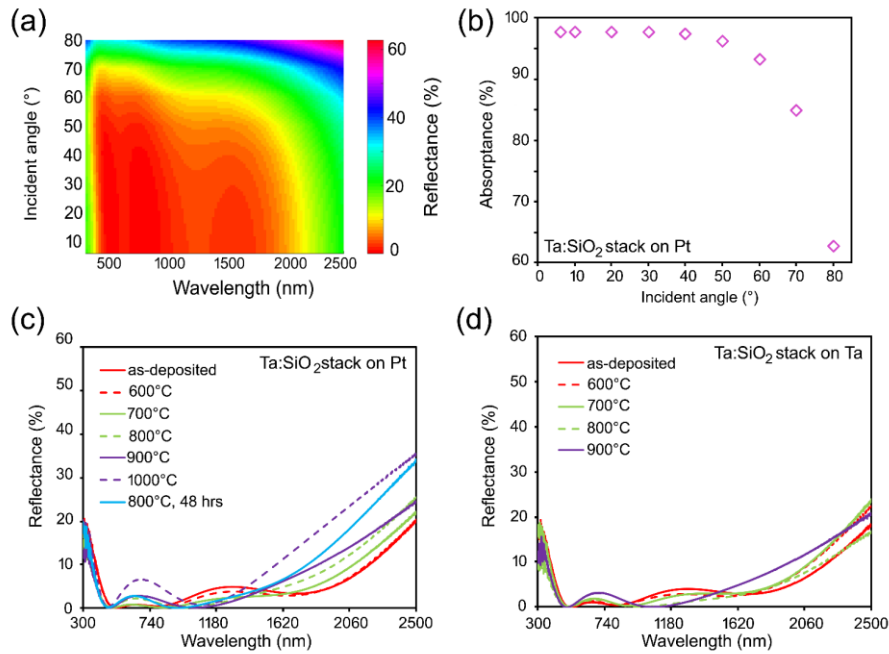 (a)
80
70
60
50
40
30
20
10
Incident angle (°)
500
1000
1500
2000
2500
Wavelength (nm)
60
40
20
0
Reflectance (%)
(b)
100
90
80
70
60
Absorptance (%)
Ta:SiO2 stack on Pt
0
10
20
30
40
50
60
70
80
Incident angle (°)
(c)
60
50
40
30
20
10
0
Reflectance (%)
Ta:SiO2stack on Pt
as-deposited
600°C
700°C
800°C
900°C
1000°C
800°C, 48 hrs
300
740
1180
1620
2060
2500
Wavelength (nm)
(d)
60
50
40
30
20
10
0
Reflectance (%)
Ta:SiO2stack on Ta
as-deposited
600°C
700°C
800°C
900°C
300
740
1180
1620
2060
2500
Wavelength (nm)